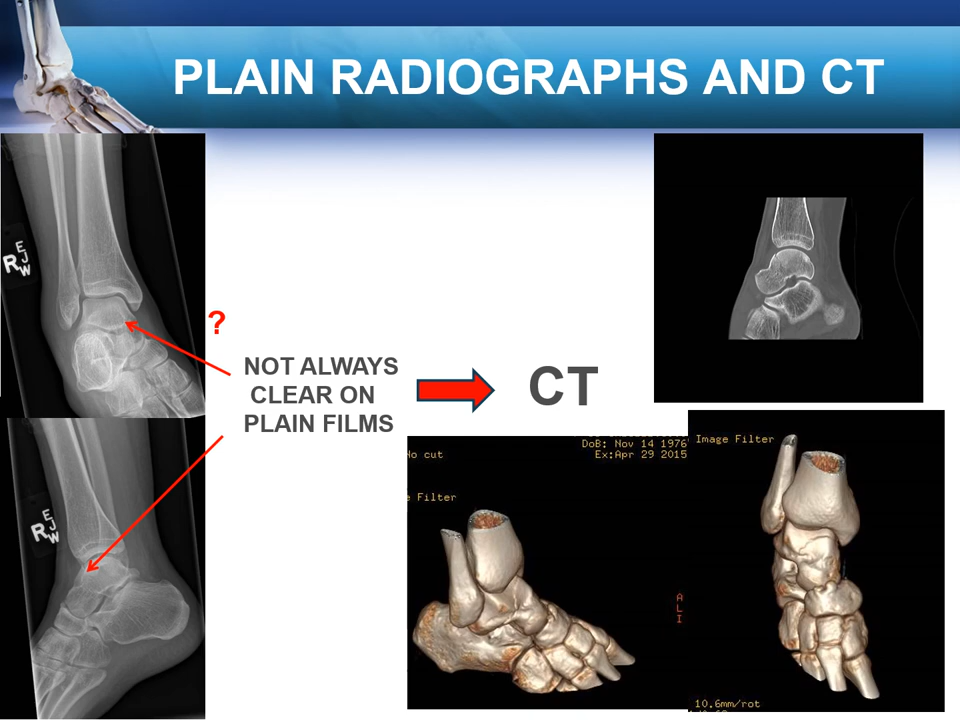 PLAIN RADIOGRAPHS AND CT
R
E
J
W
?
NOT ALWAYS
CLEAR ON
PLAIN FILMS
CT
R
E
J
W
DoB: Nov 14 1976
No cut
Ex:Apr 29 2015
e Filter
A
L
I
Image Filter
10.6mm/rot